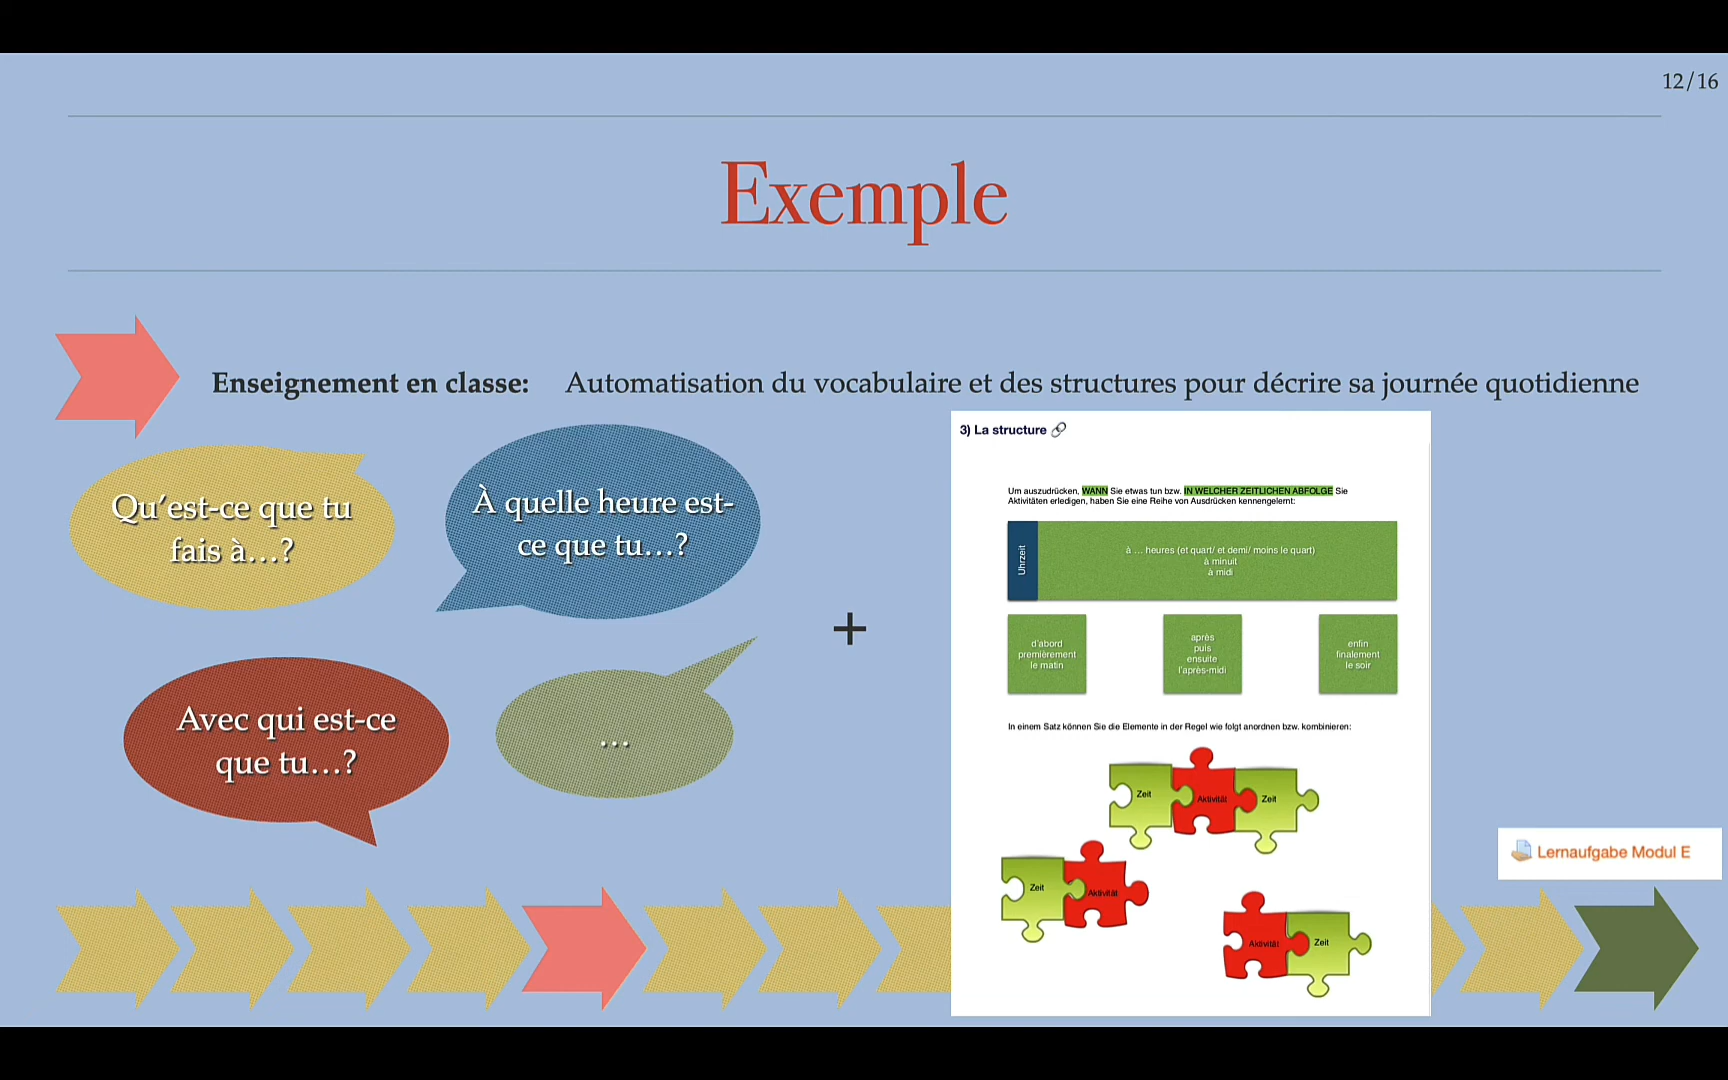 12/16
Exemple
Enseignement en classe: Automatisation du vocabulaire et des structures pour décrire sa journée quotidienne
Qu’est-ce que tu
fais à…?
À quelle heure est-
ce que tu…?
Avec qui est-ce
que tu…?
…
+
3) La structure
Um auszudrücken, WANN Sie etwas tun bzw. IN WELCHER ZEITLICHEN ABFOLGE Sie
Aktivitäten erledigen, haben Sie eine Reihe von Ausdrücken kennengelernt:
Uhrzeit
à … heures (et quart/ et demi/ moins le quart)
à minuit
à midi
d’abord
premièrement
le matin
après
puis
ensuite
l’après-midi
enfin
finalement
le soir
In einem Satz können Sie die Elemente in der Regel wie folgt anordnen bzw. kombinieren:
Zeit
Aktivität
Zeit
Zeit
Aktivität
Aktivität
Zeit
Lernaufgabe Modul E